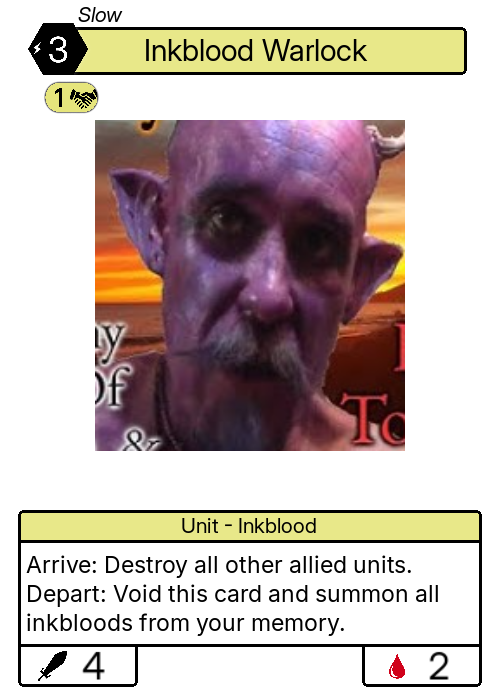 Slow
3
Inkblood Warlock
1
&
To
Unit - Inkblood
Arrive: Destroy all other allied units.
Depart: Void this card and summon all
inkbloods from your memory.
4
2